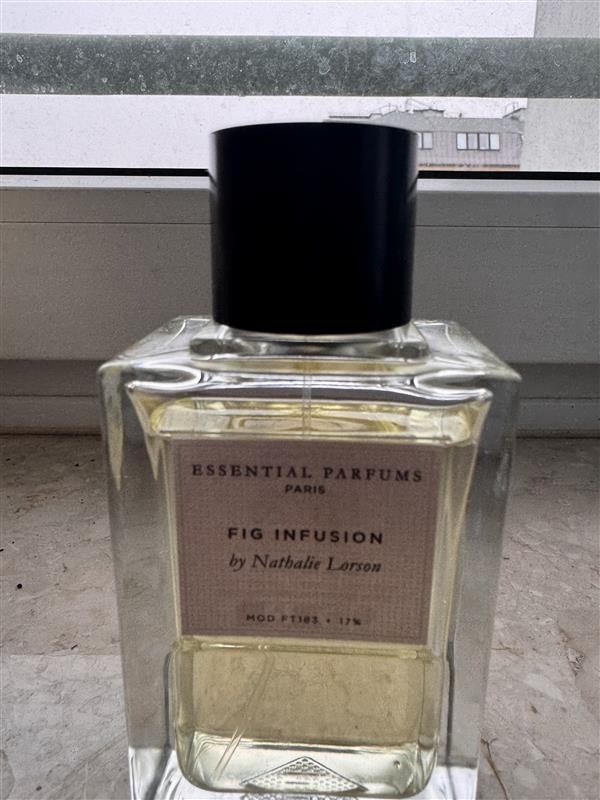 ESSENTIAL PARFUMS
PARIS
FIG INFUSION
by Nathalie Lorson
MOD FT183 • 17%